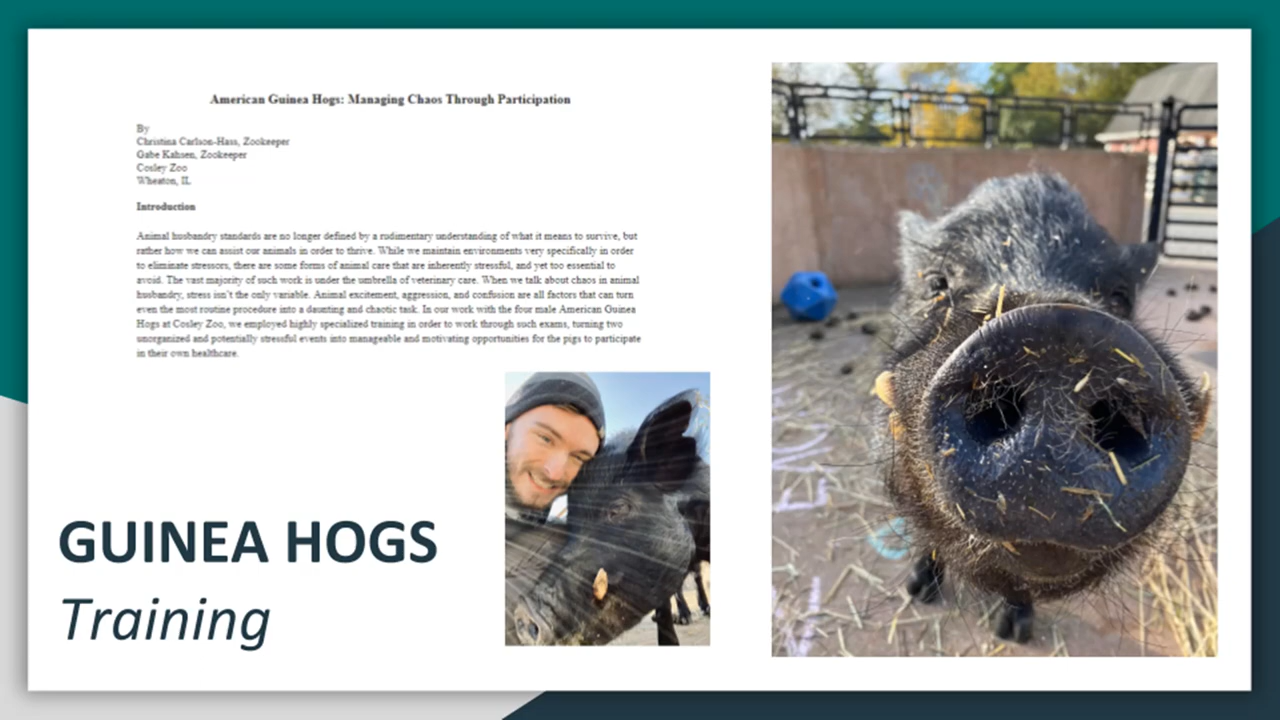 American Guinea Hogs: Managing Chaos Through Participation
By
Christina Carlson-Hass, Zookeeper
Gabe Kahsen, Zookeeper
Cosley Zoo
Wheaton, IL
Introduction
Animal husbandry standards are no longer defined by a rudimentary understanding of what it means to survive, but
rather how we can assist our animals in order to thrive. While we maintain environments very specifically in order
to eliminate stressors, there are some forms of animal care that are inherently stressful, and yet too essential to
avoid. The vast majority of such work is under the umbrella of veterinary care. When we talk about chaos in animal
husbandry, stress isn't the only variable. Animal excitement, aggression, and confusion are all factors that can turn
even the most routine procedure into a daunting and chaotic task. In our work with the four male American Guinea
Hogs at Cosley Zoo, we employed highly specialized training in order to work through such exams, turning two
unorganized and potentially stressful events into manageable and motivating opportunities for the pigs to participate
in their own healthcare.
GUINEA HOGS
Training